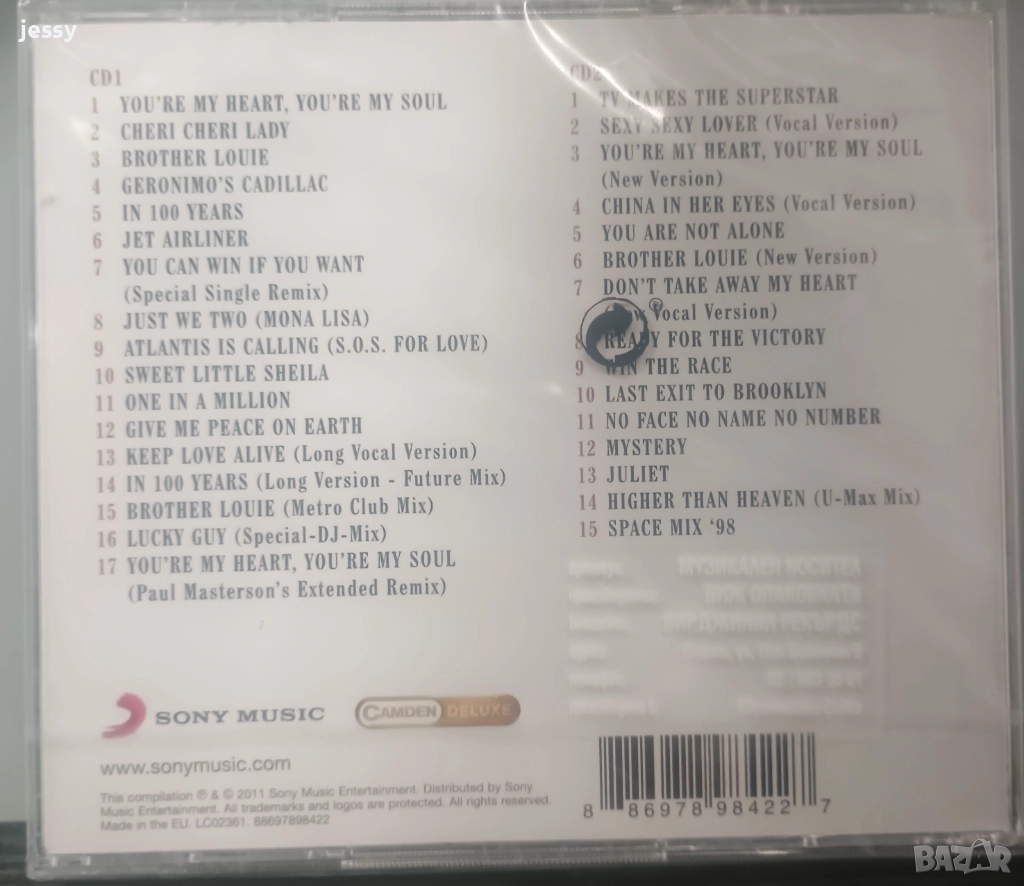 jessy
CD1
1 YOU'RE MY HEART, YOU'RE MY SOUL
2 CHERI CHERI LADY
3 BROTHER LOUIE
4 GERONIMO'S CADILLAC
5 IN 100 YEARS
6 JET AIRLINER
7 YOU CAN WIN IF YOU WANT
(Special Single Remix)
8 JUST WE TWO (MONA LISA)
9 ATLANTIS IS CALLING (S.O.S. FOR LOVE)
10 SWEET LITTLE SHEILA
11 ONE IN A MILLION
12 GIVE ME PEACE ON EARTH
13 KEEP LOVE ALIVE (Long Vocal Version)
14 IN 100 YEARS (Long Version - Future Mix)
15 BROTHER LOUIE (Metro Club Mix)
16 LUCKY GUY (Special-DJ-Mix)
17 YOU'RE MY HEART, YOU'RE MY SOUL
(Paul Masterson's Extended Remix)
CD2
1 TV MAKES THE SUPERSTAR
2 SEXY SEXY LOVER (Vocal Version)
3 YOU'RE MY HEART, YOU'RE MY SOUL
(New Version)
4 CHINA IN HER EYES (Vocal Version)
5 YOU ARE NOT ALONE
6 BROTHER LOUIE (New Version)
7 DON'T TAKE AWAY MY HEART
Vocal Version)
8 READY FOR THE VICTORY
9 WIN THE RACE
10 LAST EXIT TO BROOKLYN
11 NO FACE NO NAME NO NUMBER
12 MYSTERY
13 JULIET
14 HIGHER THAN HEAVEN (U-Max Mix)
15 SPACE MIX '98
SONY MUSIC
CAMDEN DELUXE
www.sonymusic.com
This compilation ℗ & © 2011 Sony Music Entertainment. Distributed by Sony
Music Entertainment. All trademarks and logos are protected. All rights reserved.
Made in the EU. LC02361. 88697898422
8 86978 98422 7
BAZAR